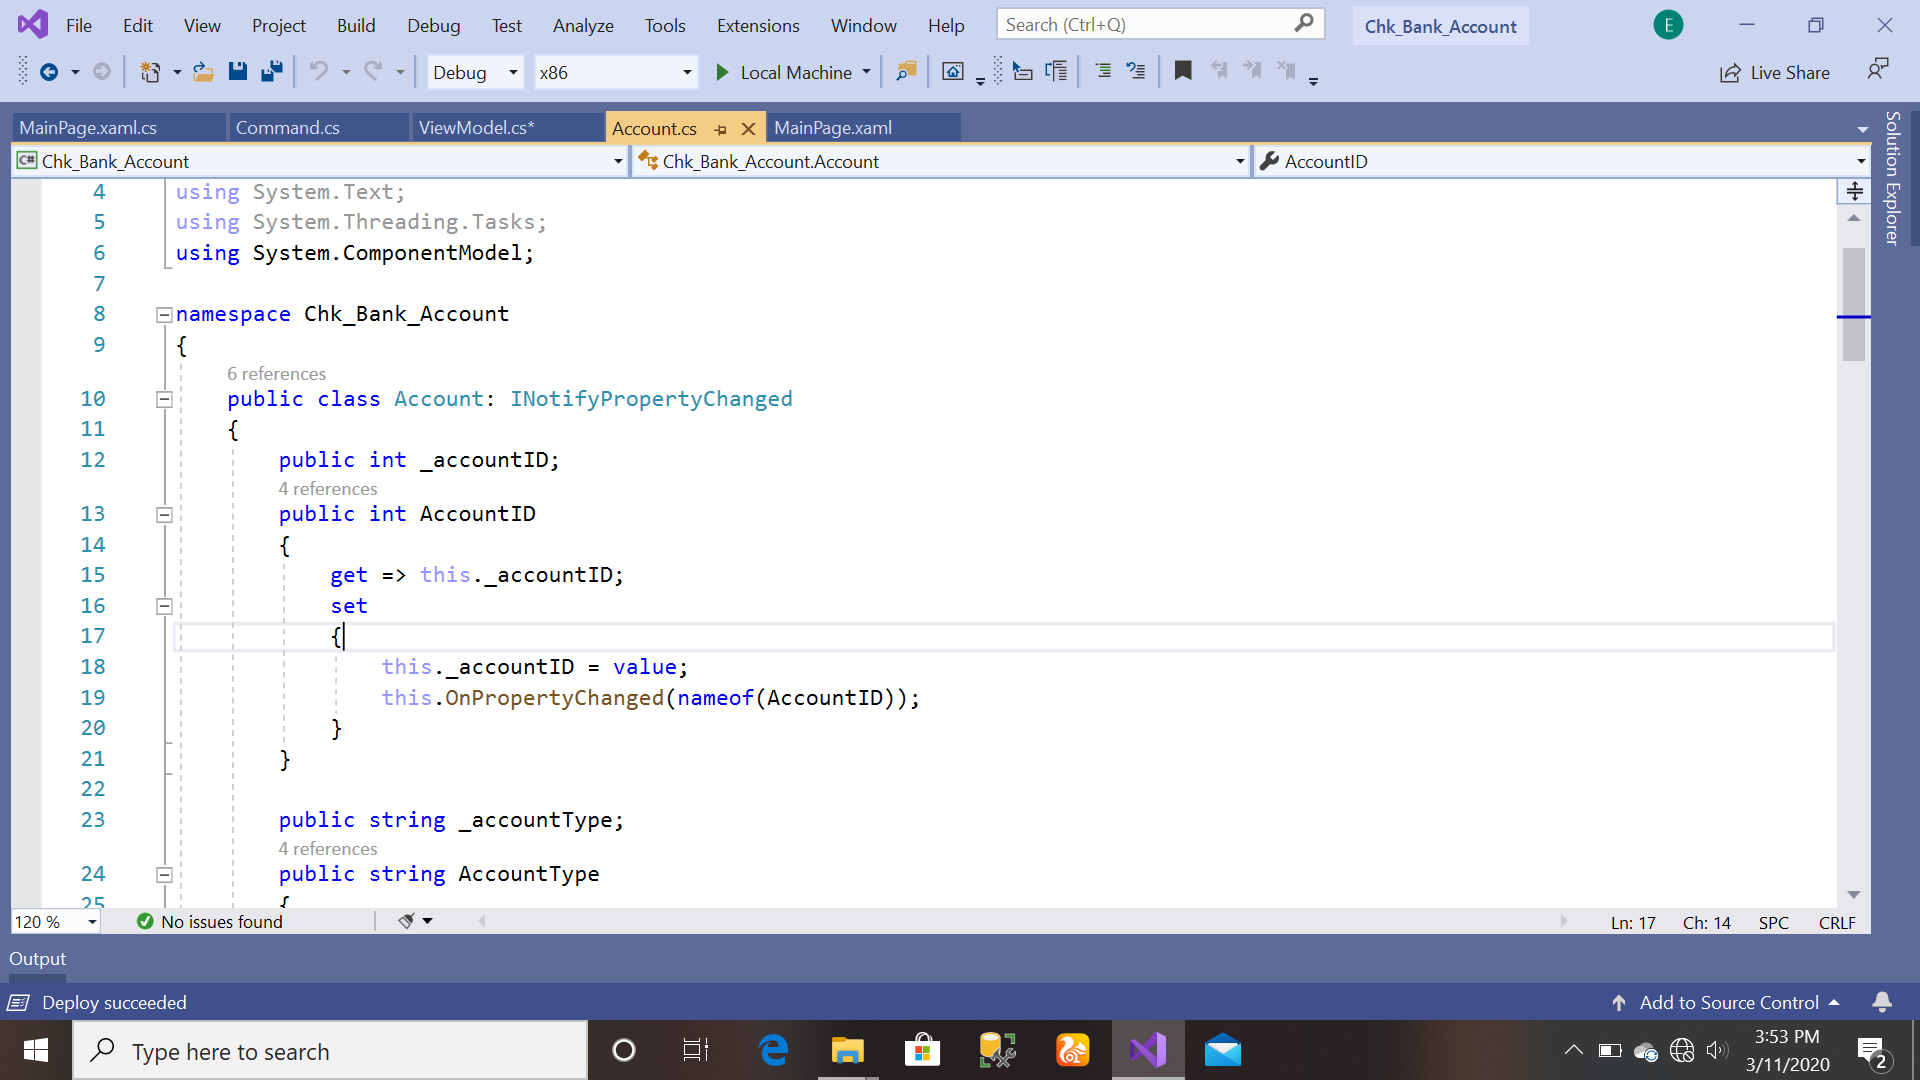 File Edit View Project Build Debug Test Analyze Tools Extensions Window Help Search (Ctrl+Q) Chk_Bank_Account E
Debug x86 Local Machine Live Share
MainPage.xaml.cs Command.cs ViewModel.cs* Account.cs MainPage.xaml
C# Chk_Bank_Account Chk_Bank_Account.Account AccountID
Solution Explorer
4 using System.Text;
5 using System.Threading.Tasks;
6 using System.ComponentModel;
7
8 namespace Chk_Bank_Account
9 {
6 references
10 public class Account: INotifyPropertyChanged
11 {
12 public int _accountID;
4 references
13 public int AccountID
14 {
15 get => this._accountID;
16 set
17 {
18 this._accountID = value;
19 this.OnPropertyChanged(nameof(AccountID));
20 }
21 }
22
23 public string _accountType;
4 references
24 public string AccountType
25 {
120 % No issues found Ln: 17 Ch: 14 SPC CRLF
Output
Deploy succeeded Add to Source Control
Type here to search
3:53 PM
3/11/2020
2